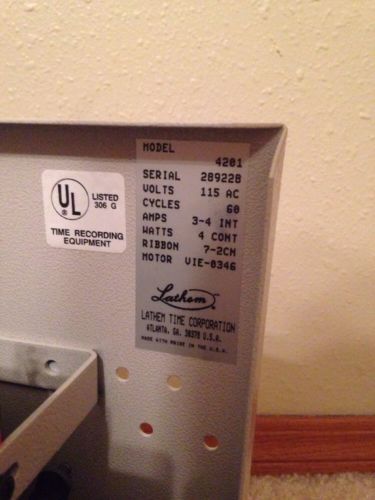 MODEL 4201
SERIAL 289228
VOLTS 115 AC
CYCLES 60
AMPS 3-4 INT
WATTS 4 CONT
RIBBON 7-2CN
MOTOR VIE-0346
Lathem
LATHEM TIME CORPORATION
ATLANTA, GA. 30378 U.S.A.
MADE WITH PRIDE IN THE U.S.A.
UL ®
LISTED
306 G
TIME RECORDING
EQUIPMENT